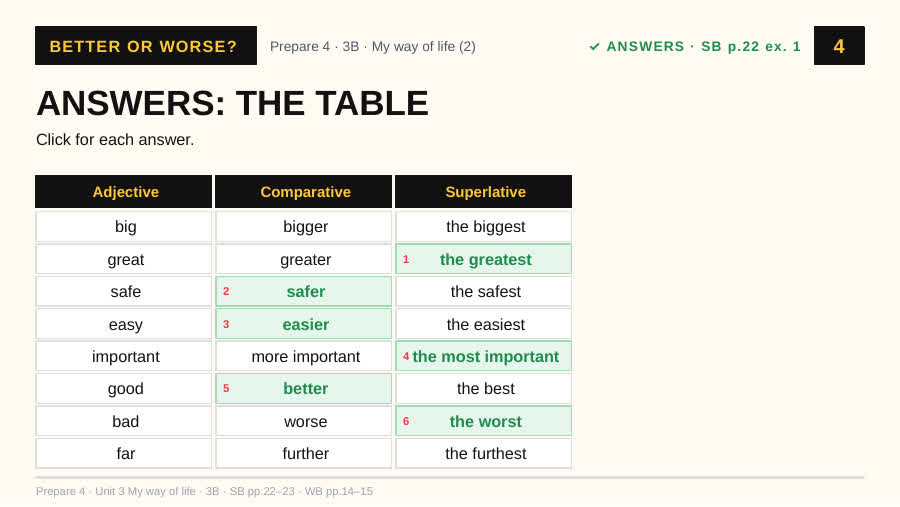 BETTER OR WORSE? Prepare 4 · 3B · My way of life (2) ✓ ANSWERS · SB p.22 ex. 1 4
ANSWERS: THE TABLE
Click for each answer.
Adjective Comparative Superlative
big bigger the biggest
great greater 1 the greatest
safe 2 safer the safest
easy 3 easier the easiest
important more important 4 the most important
good 5 better the best
bad worse 6 the worst
far further the furthest
Prepare 4 · Unit 3 My way of life · 3B · SB pp.22–23 · WB pp.14–15